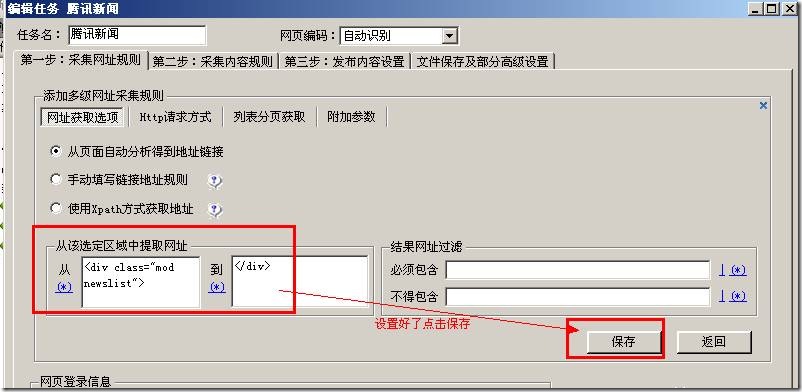 编辑任务 腾讯新闻
任务名： 腾讯新闻 网页编码： 自动识别
第一步：采集网址规则 第二步：采集内容规则 第三步：发布内容设置 文件保存及部分高级设置
添加多级网址采集规则
网址获取选项 Http请求方式 列表分页获取 附加参数
从页面自动分析得到地址链接
手动填写链接地址规则
使用Xpath方式获取地址
从该选定区域中提取网址 结果网址过滤
从 <div class="mod 到 </div> 必须包含 | (*)
(*) newslist"> (*)
不得包含 | (*)
设置好了点击保存
保存 返回
网页登录信息